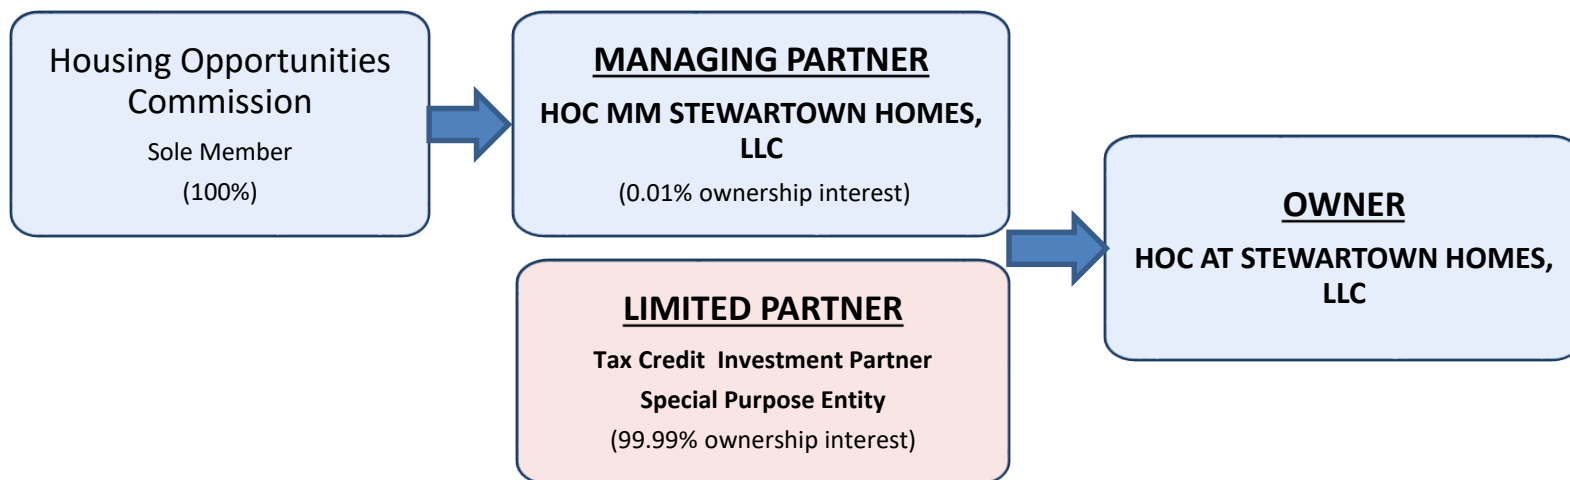 Housing Opportunities
Commission
Sole Member
(100%)
MANAGING PARTNER
HOC MM STEWARTOWN HOMES,
LLC
(0.01% ownership interest)
LIMITED PARTNER
Tax Credit  Investment Partner
Special Purpose Entity
(99.99% ownership interest)
OWNER
HOC AT STEWARTOWN HOMES,
LLC